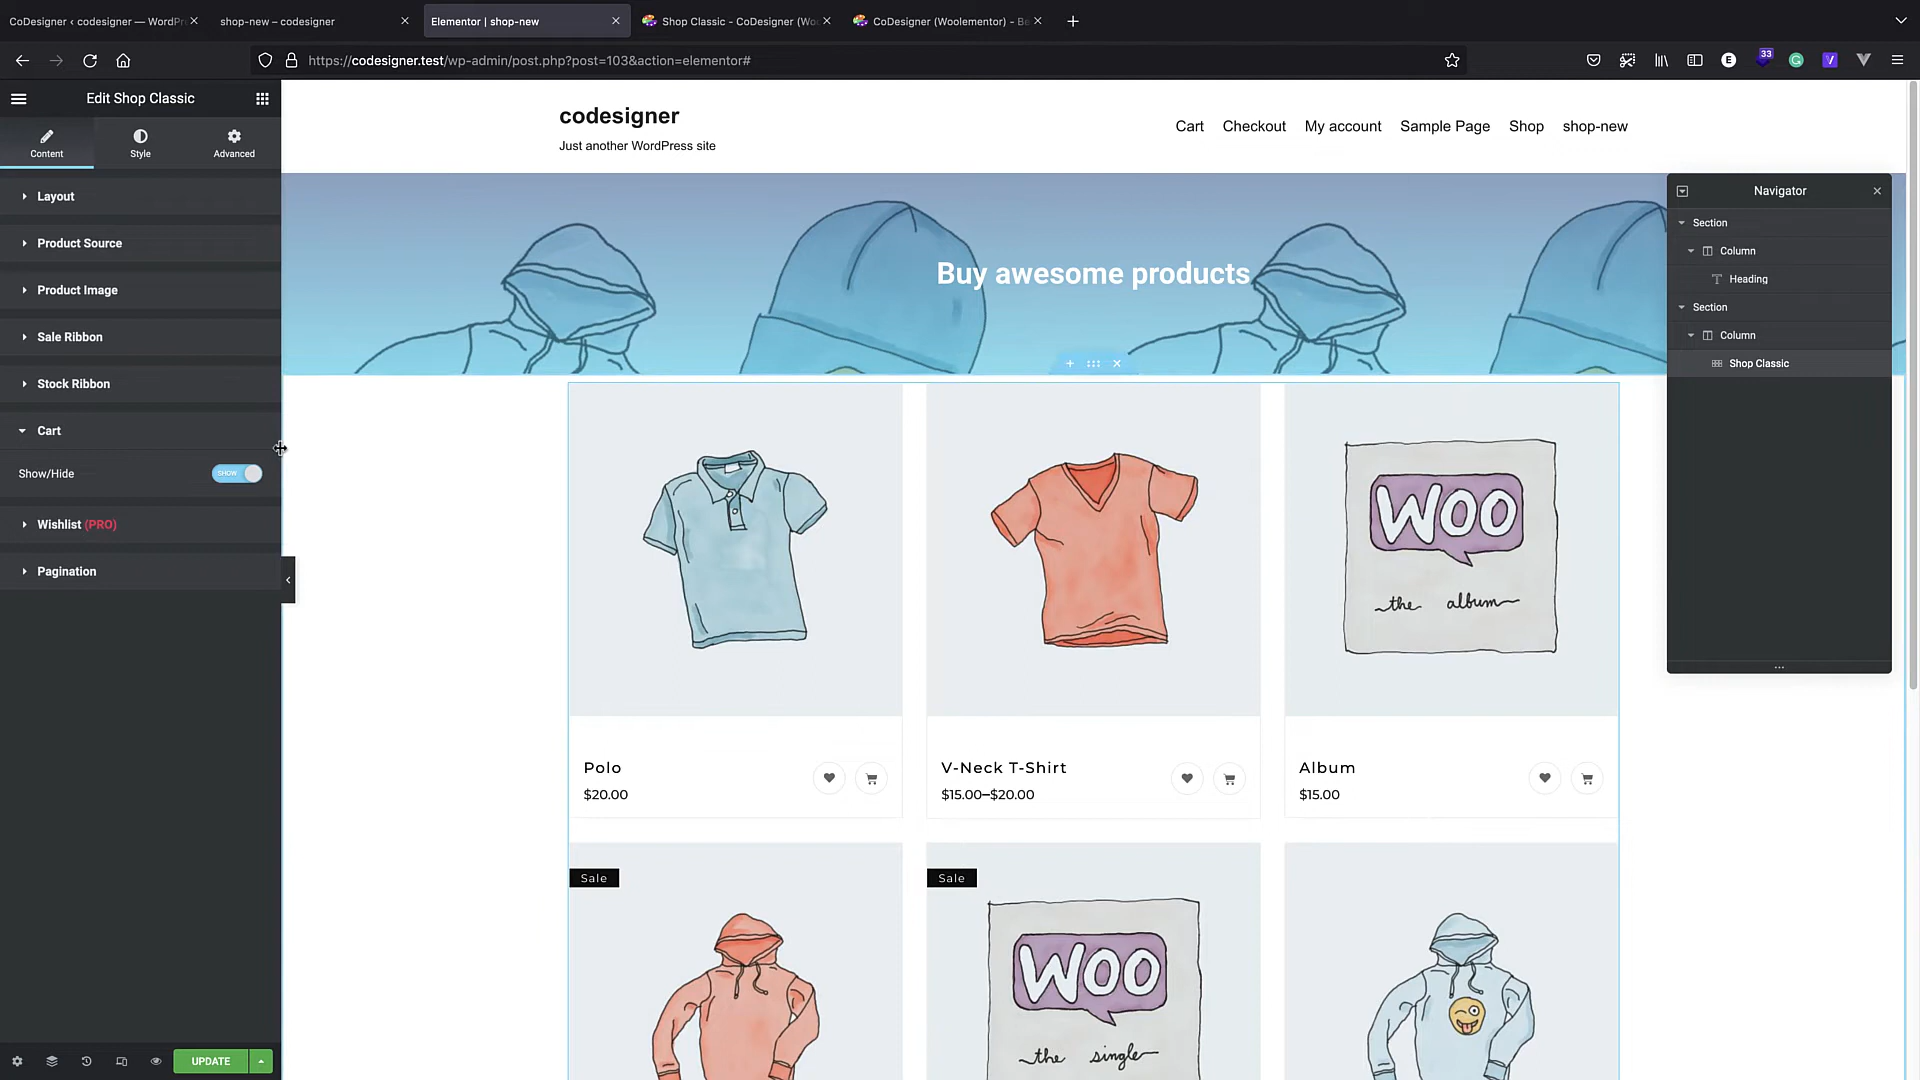 CoDesigner ‹ codesigner — WordPr
shop-new – codesigner
Elementor | shop-new
Shop Classic - CoDesigner (Woo
CoDesigner (Woolementor) - Be
https://codesigner.test/wp-admin/post.php?post=103&action=elementor#
33
Edit Shop Classic
Content
Style
Advanced
Layout
Product Source
Product Image
Sale Ribbon
Stock Ribbon
Cart
Show/Hide
SHOW
Wishlist (PRO)
Pagination
UPDATE
codesigner
Just another WordPress site
Cart
Checkout
My account
Sample Page
Shop
shop-new
Buy awesome products
Navigator
Section
Column
Heading
Section
Column
Shop Classic
WOO
the album
Polo
$20.00
V-Neck T-Shirt
$15.00–$20.00
Album
$15.00
Sale
Sale
WOO
the single